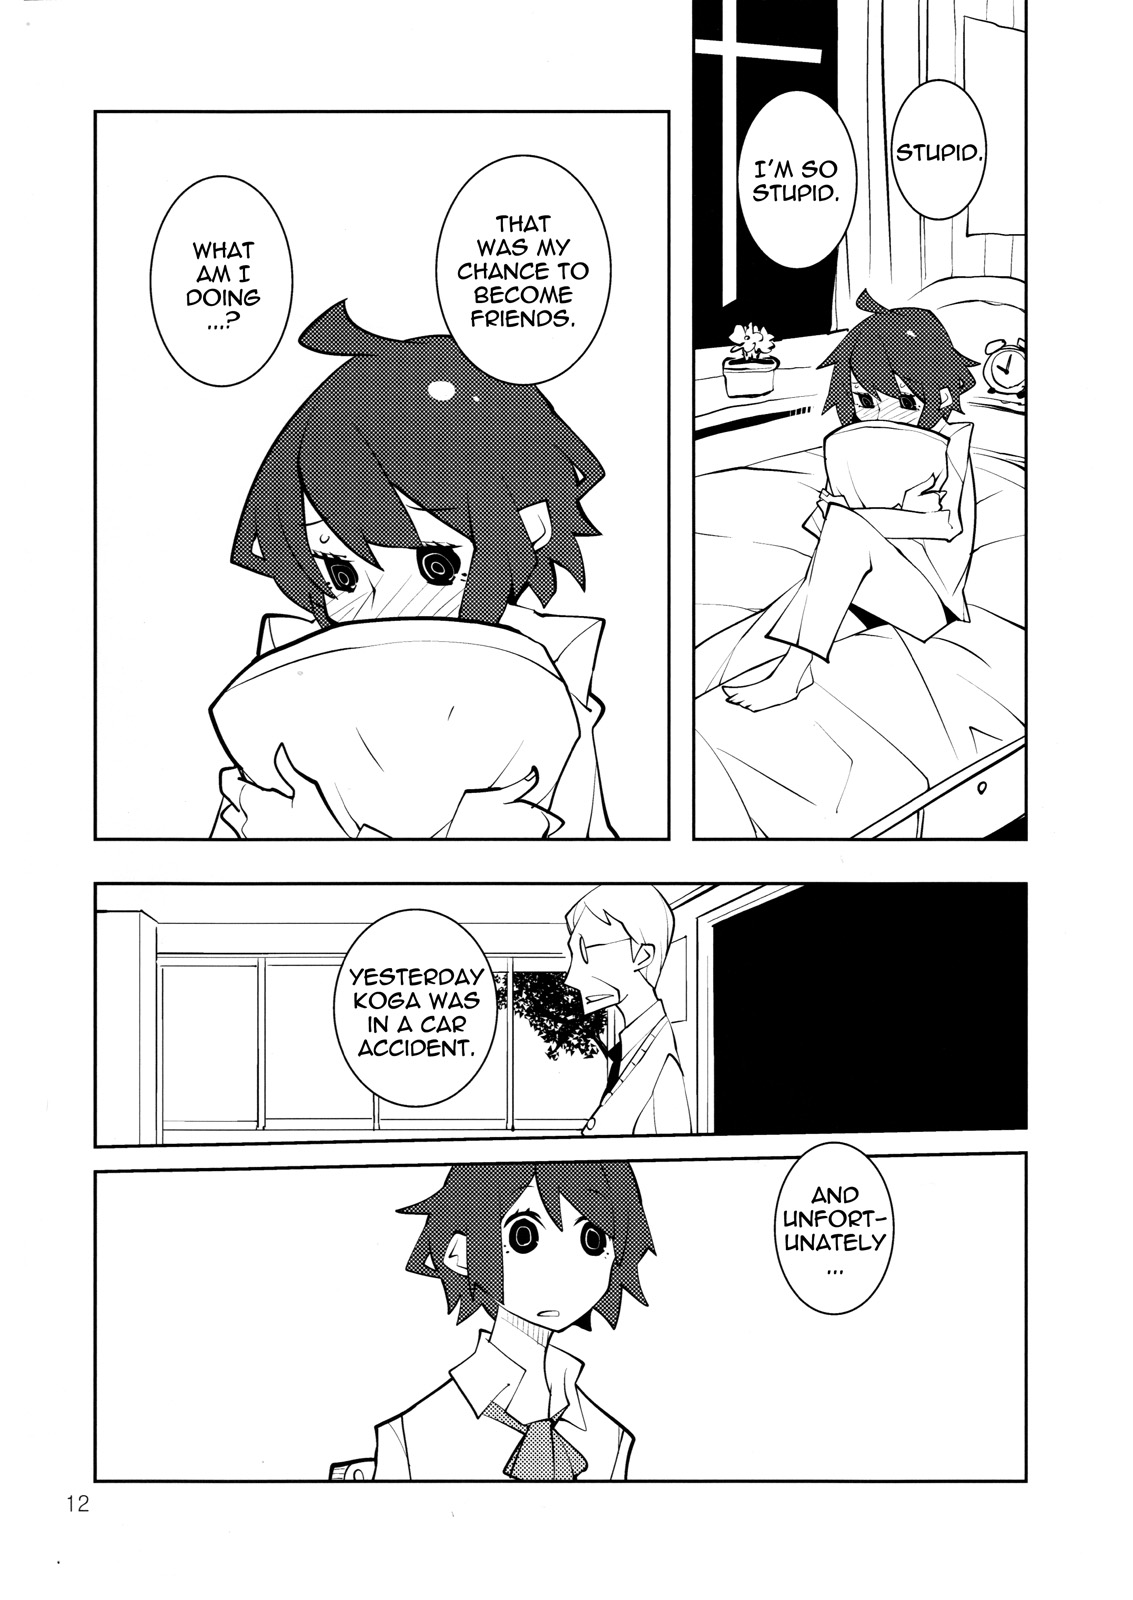 STUPID.
I'M SO
STUPID.
THAT
WAS MY
CHANCE TO
BECOME
FRIENDS.
WHAT
AM I
DOING
....?
YESTERDAY
KOGA WAS
IN A CAR
ACCIDENT.
AND
UNFORT-
UNATELY
...
12